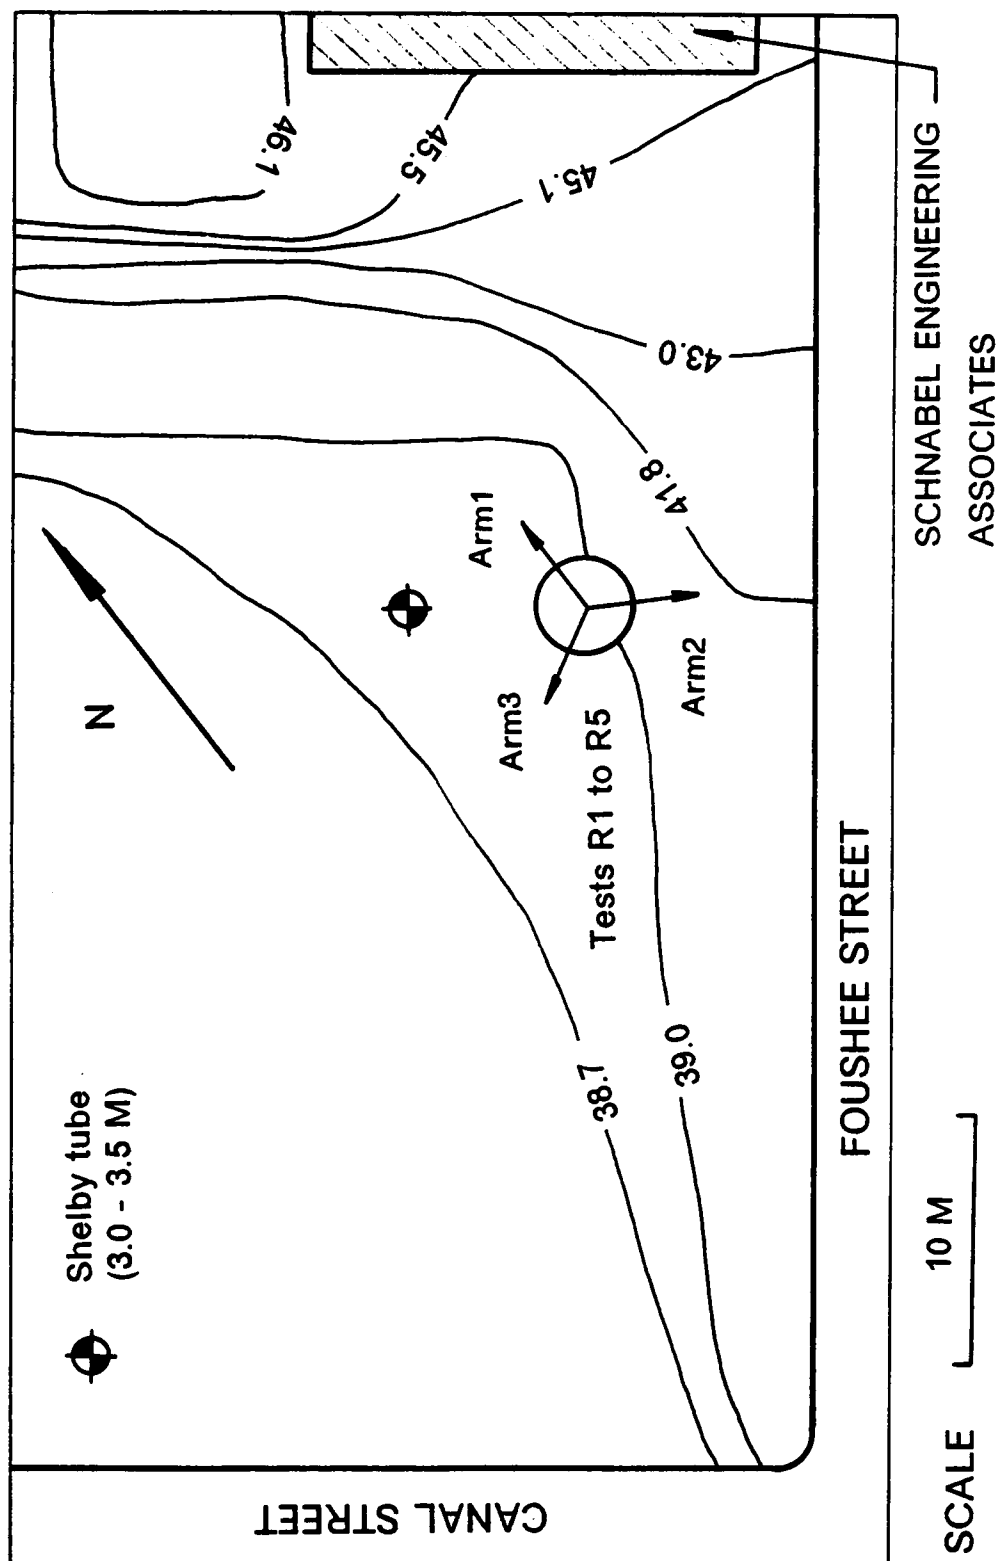 46.1
45.5
45.1
43.0
41.8
Arm1
Arm2
Arm3
Tests R1 to R5
N
38.7
39.0
Shelby tube
(3.0 - 3.5 M)
CANAL STREET
FOUSHEE STREET
SCHNABEL ENGINEERING
ASSOCIATES
SCALE
10 M